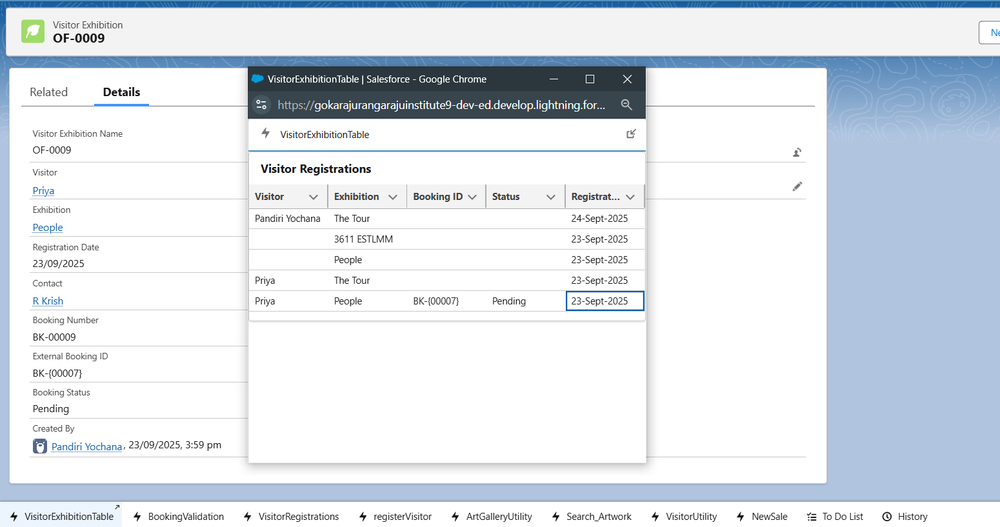 Visitor Exhibition
OF-0009
Ne
Related Details
Visitor Exhibition Name
OF-0009
Visitor
Priya
Exhibition
People
Registration Date
23/09/2025
Contact
R Krish
Booking Number
BK-00009
External Booking ID
BK-{00007}
Booking Status
Pending
Created By
Pandiri Yochana, 23/09/2025, 3:59 pm
VisitorExhibitionTable | Salesforce - Google Chrome
https://gokarajurangarajuinstitute9-dev-ed.develop.lightning.for...
VisitorExhibitionTable
Visitor Registrations
Visitor Exhibition Booking ID Status Registrat...
Pandiri Yochana The Tour 24-Sept-2025
3611 ESTLMM 23-Sept-2025
People 23-Sept-2025
Priya The Tour 23-Sept-2025
Priya People BK-{00007} Pending 23-Sept-2025
VisitorExhibitionTable BookingValidation VisitorRegistrations registerVisitor ArtGalleryUtility Search_Artwork VisitorUtility NewSale To Do List History